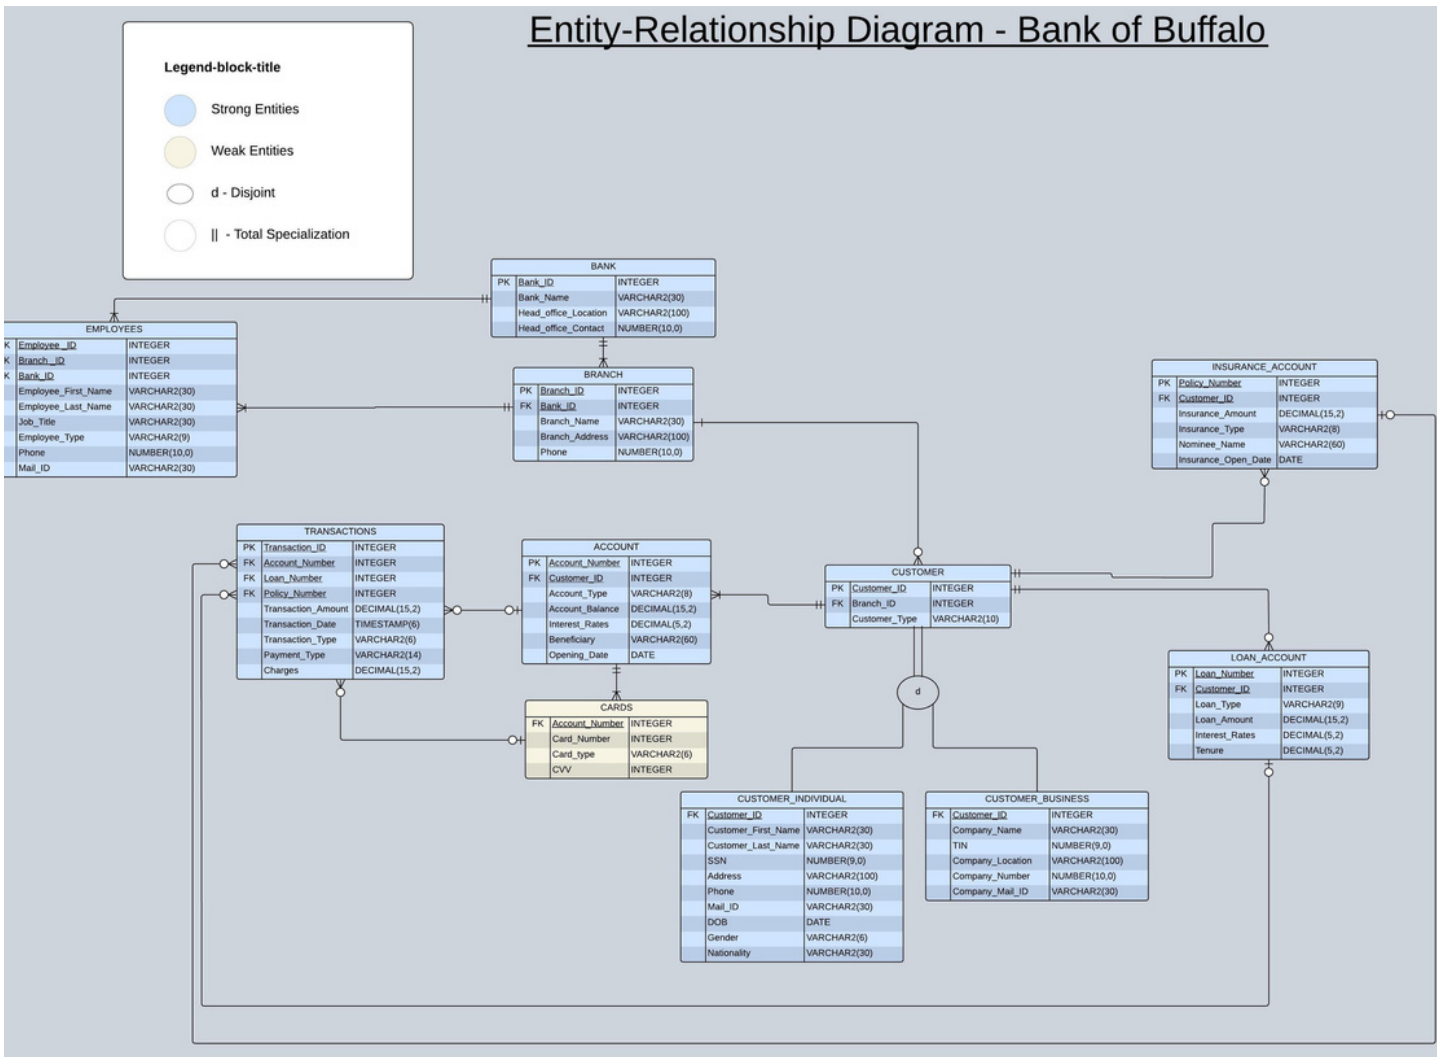 Entity-Relationship Diagram - Bank of Buffalo
Legend-block-title
Strong Entities
Weak Entities
d - Disjoint
|| - Total Specialization
BANK
PK Bank_ID INTEGER
Bank_Name VARCHAR2(30)
Head_office_Location VARCHAR2(100)
Head_office_Contact NUMBER(10,0)
EMPLOYEES
K Employee _ID INTEGER
K Branch _ID INTEGER
K Bank_ID INTEGER
Employee_First_Name VARCHAR2(30)
Employee_Last_Name VARCHAR2(30)
Job_Title VARCHAR2(30)
Employee_Type VARCHAR2(9)
Phone NUMBER(10,0)
Mail_ID VARCHAR2(30)
BRANCH
PK Branch_ID INTEGER
FK Bank_ID INTEGER
Branch_Name VARCHAR2(30)
Branch_Address VARCHAR2(100)
Phone NUMBER(10,0)
INSURANCE_ACCOUNT
PK Policy_Number INTEGER
FK Customer_ID INTEGER
Insurance_Amount DECIMAL(15,2)
Insurance_Type VARCHAR2(8)
Nominee_Name VARCHAR2(60)
Insurance_Open_Date DATE
TRANSACTIONS
PK Transaction_ID INTEGER
FK Account_Number INTEGER
FK Loan_Number INTEGER
FK Policy_Number INTEGER
Transaction_Amount DECIMAL(15,2)
Transaction_Date TIMESTAMP(6)
Transaction_Type VARCHAR2(6)
Payment_Type VARCHAR2(14)
Charges DECIMAL(15,2)
ACCOUNT
PK Account_Number INTEGER
FK Customer_ID INTEGER
Account_Type VARCHAR2(8)
Account_Balance DECIMAL(15,2)
Interest_Rates DECIMAL(5,2)
Beneficiary VARCHAR2(60)
Opening_Date DATE
CUSTOMER
PK Customer_ID INTEGER
FK Branch_ID INTEGER
Customer_Type VARCHAR2(10)
d
LOAN_ACCOUNT
PK Loan_Number INTEGER
FK Customer_ID INTEGER
Loan_Type VARCHAR2(9)
Loan_Amount DECIMAL(15,2)
Interest_Rates DECIMAL(5,2)
Tenure DECIMAL(5,2)
CARDS
FK Account_Number INTEGER
Card_Number INTEGER
Card_type VARCHAR2(6)
CVV INTEGER
CUSTOMER_INDIVIDUAL
FK Customer_ID INTEGER
Customer_First_Name VARCHAR2(30)
Customer_Last_Name VARCHAR2(30)
SSN NUMBER(9,0)
Address VARCHAR2(100)
Phone NUMBER(10,0)
Mail_ID VARCHAR2(30)
DOB DATE
Gender VARCHAR2(6)
Nationality VARCHAR2(30)
CUSTOMER_BUSINESS
FK Customer_ID INTEGER
Company_Name VARCHAR2(30)
TIN NUMBER(9,0)
Company_Location VARCHAR2(100)
Company_Number NUMBER(10,0)
Company_Mail_ID VARCHAR2(30)